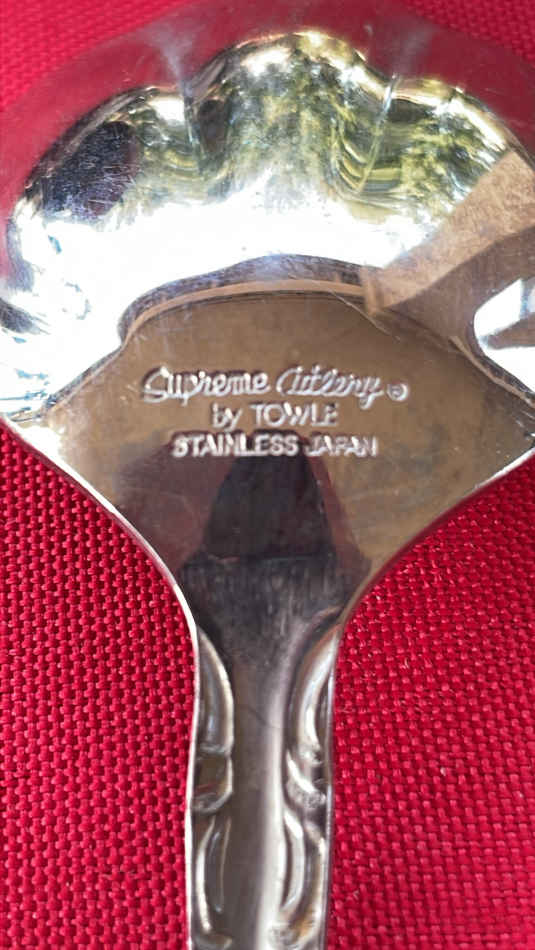 Supreme Cutlery ®
by TOWLE
STAINLESS JAPAN